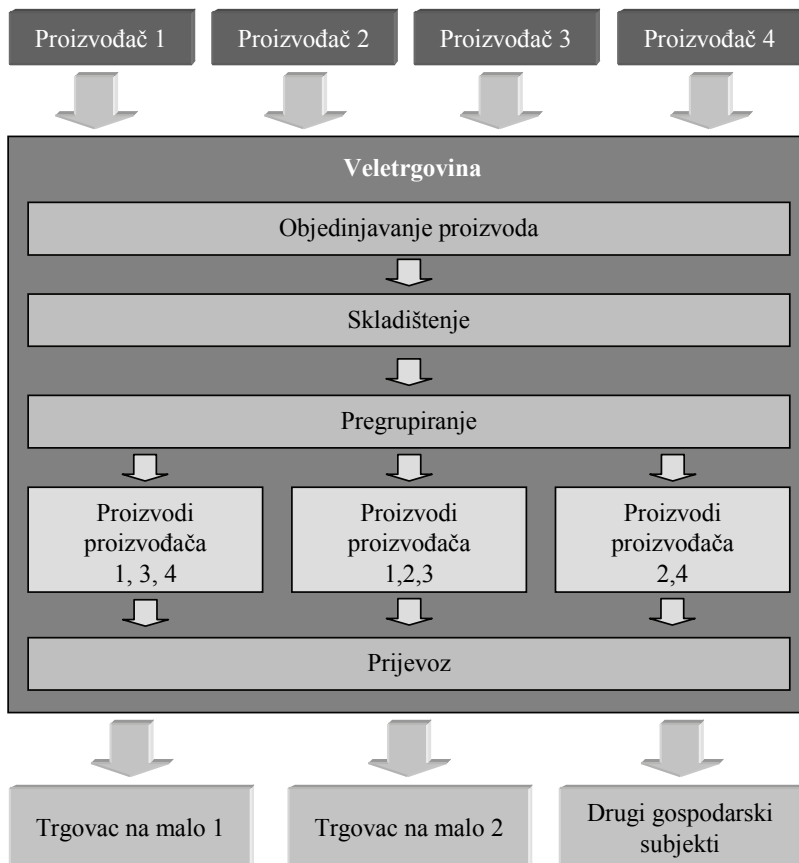 Proizvođač 1
Proizvođač 2
Proizvođač 3
Proizvođač 4
Veletrgovina
Objedinjavanje proizvoda
Skladištenje
Pregrupiranje
Proizvodi
proizvođača
1, 3, 4
Proizvodi
proizvođača
1,2,3
Proizvodi
proizvođača
2,4
Prijevoz
Trgovac na malo 1
Trgovac na malo 2
Drugi gospodarski
subjekti